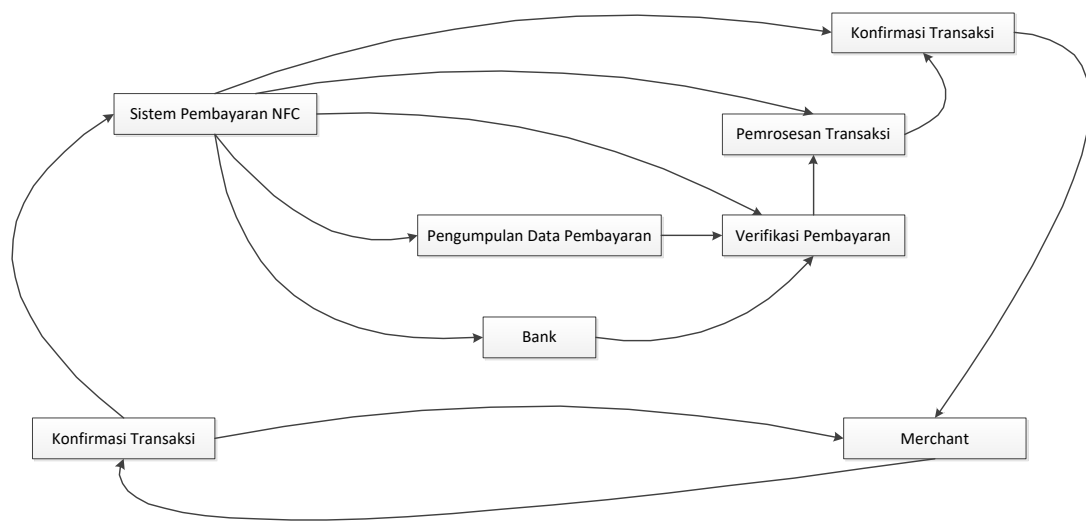 Konfirmasi Transaksi
Sistem Pembayaran NFC
Pemrosesan Transaksi
Pengumpulan Data Pembayaran
Verifikasi Pembayaran
Bank
Konfirmasi Transaksi
Merchant